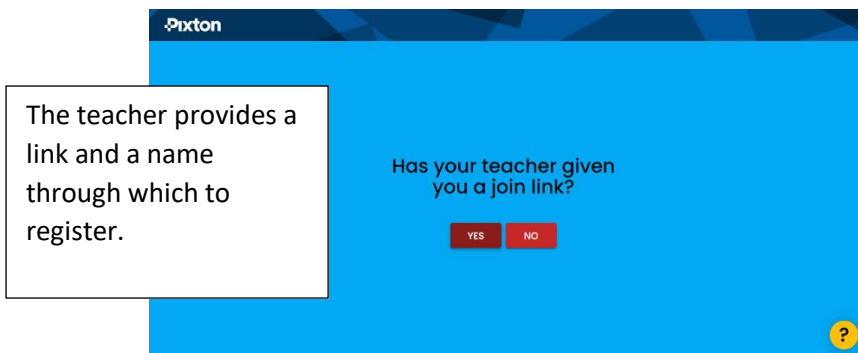 Pixton
The teacher provides a
link and a name
through which to
register.
Has your teacher given
you a join link?
YES NO
?